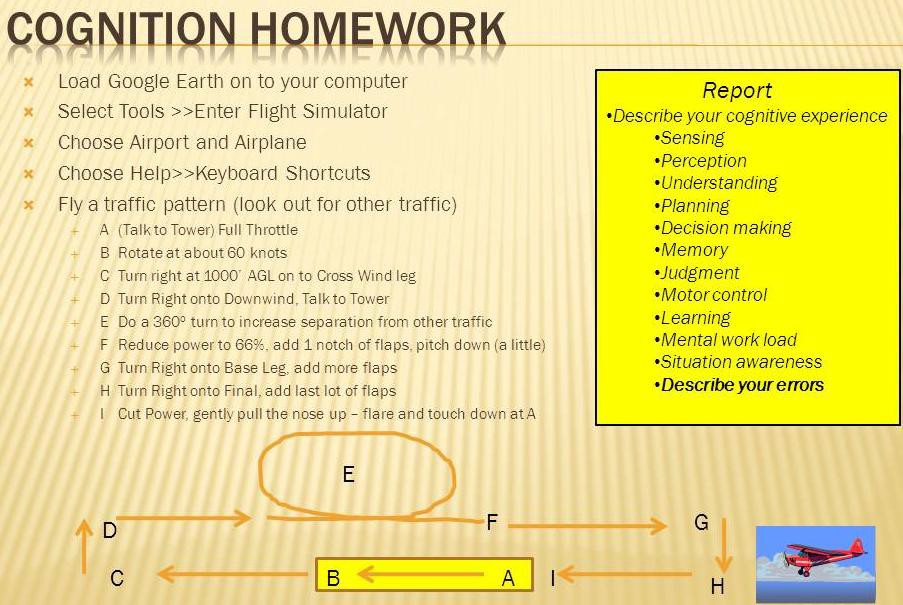 COGNITION HOMEWORK
Load Google Earth on to your computer
Select Tools >>Enter Flight Simulator
Choose Airport and Airplane
Choose Help>>Keyboard Shortcuts
Fly a traffic pattern (look out for other traffic)
A (Talk to Tower) Full Throttle
B Rotate at about 60 knots
C Turn right at 1000' AGL on to Cross Wind leg
D Turn Right onto Downwind, Talk to Tower
E Do a 360º turn to increase separation from other traffic
F Reduce power to 66%, add 1 notch of flaps, pitch down (a little)
G Turn Right onto Base Leg, add more flaps
H Turn Right onto Final, add last lot of flaps
I Cut Power, gently pull the nose up – flare and touch down at A
Report
•Describe your cognitive experience
•Sensing
•Perception
•Understanding
•Planning
•Decision making
•Memory
•Judgment
•Motor control
•Learning
•Mental work load
•Situation awareness
•Describe your errors
E
D F G
C B A I H